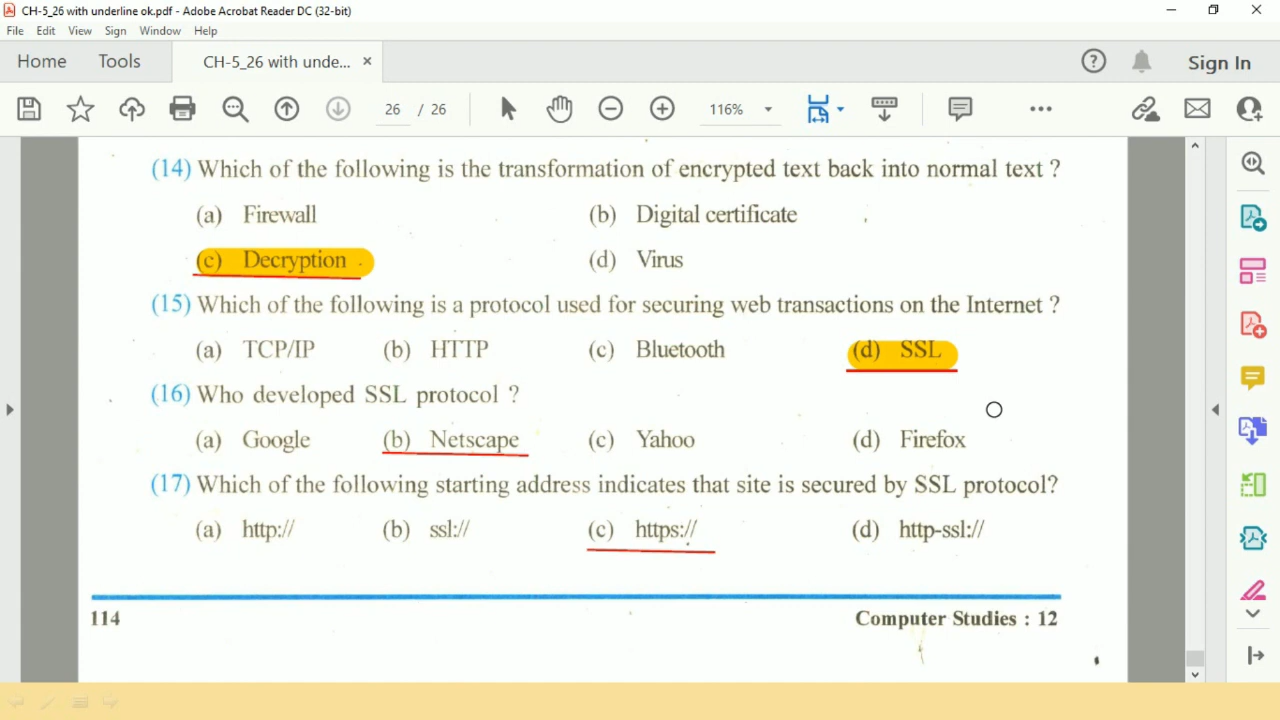 CH-5_26 with underline ok.pdf - Adobe Acrobat Reader DC (32-bit)
File Edit View Sign Window Help
Home Tools CH-5_26 with unde... × Sign In
26 / 26 116%
(14) Which of the following is the transformation of encrypted text back into normal text ?
(a) Firewall (b) Digital certificate
(c) Decryption (d) Virus
(15) Which of the following is a protocol used for securing web transactions on the Internet ?
(a) TCP/IP (b) HTTP (c) Bluetooth (d) SSL
(16) Who developed SSL protocol ?
(a) Google (b) Netscape (c) Yahoo (d) Firefox
(17) Which of the following starting address indicates that site is secured by SSL protocol?
(a) http:// (b) ssl:// (c) https:// (d) http-ssl://
114 Computer Studies : 12